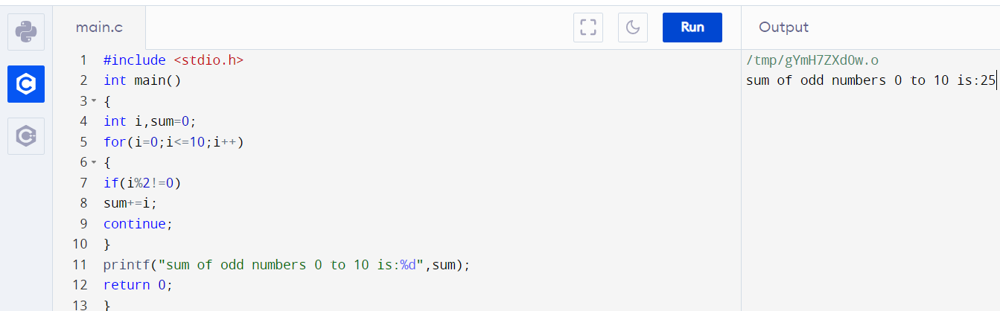 main.c
Run
Output
1 #include <stdio.h>
2 int main()
3 {
4 int i,sum=0;
5 for(i=0;i<=10;i++)
6 {
7 if(i%2!=0)
8 sum+=i;
9 continue;
10 }
11 printf("sum of odd numbers 0 to 10 is:%d",sum);
12 return 0;
13 }
/tmp/gYmH7ZXdOw.o
sum of odd numbers 0 to 10 is:25